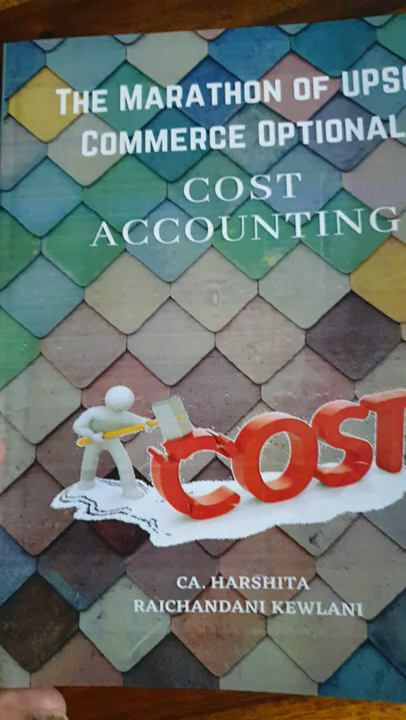 THE MARATHON OF UPSC
COMMERCE OPTIONAL
COST
ACCOUNTING
COST
CA. HARSHITA
RAICHANDANI KEWLANI